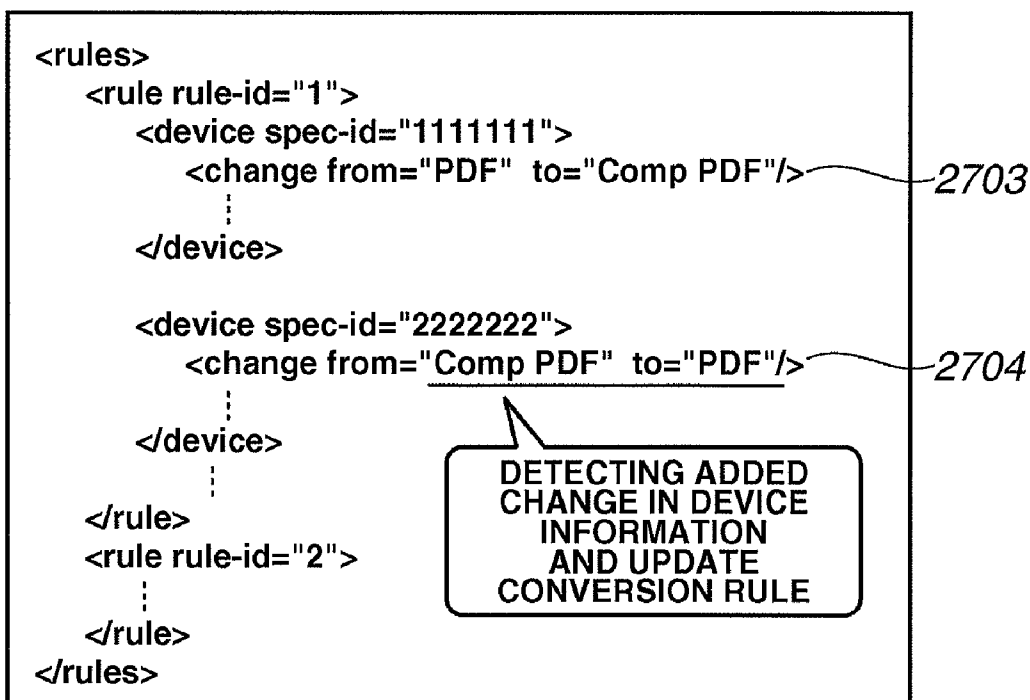 <rules>
<rule rule-id="1">
<device spec-id="1111111">
<change from="PDF" to="Comp PDF"/> 2703
</device>
<device spec-id="2222222">
<change from="Comp PDF" to="PDF"/> 2704
</device>
DETECTING ADDED
CHANGE IN DEVICE
INFORMATION
AND UPDATE
CONVERSION RULE
</rule>
<rule rule-id="2">
</rule>
</rules>